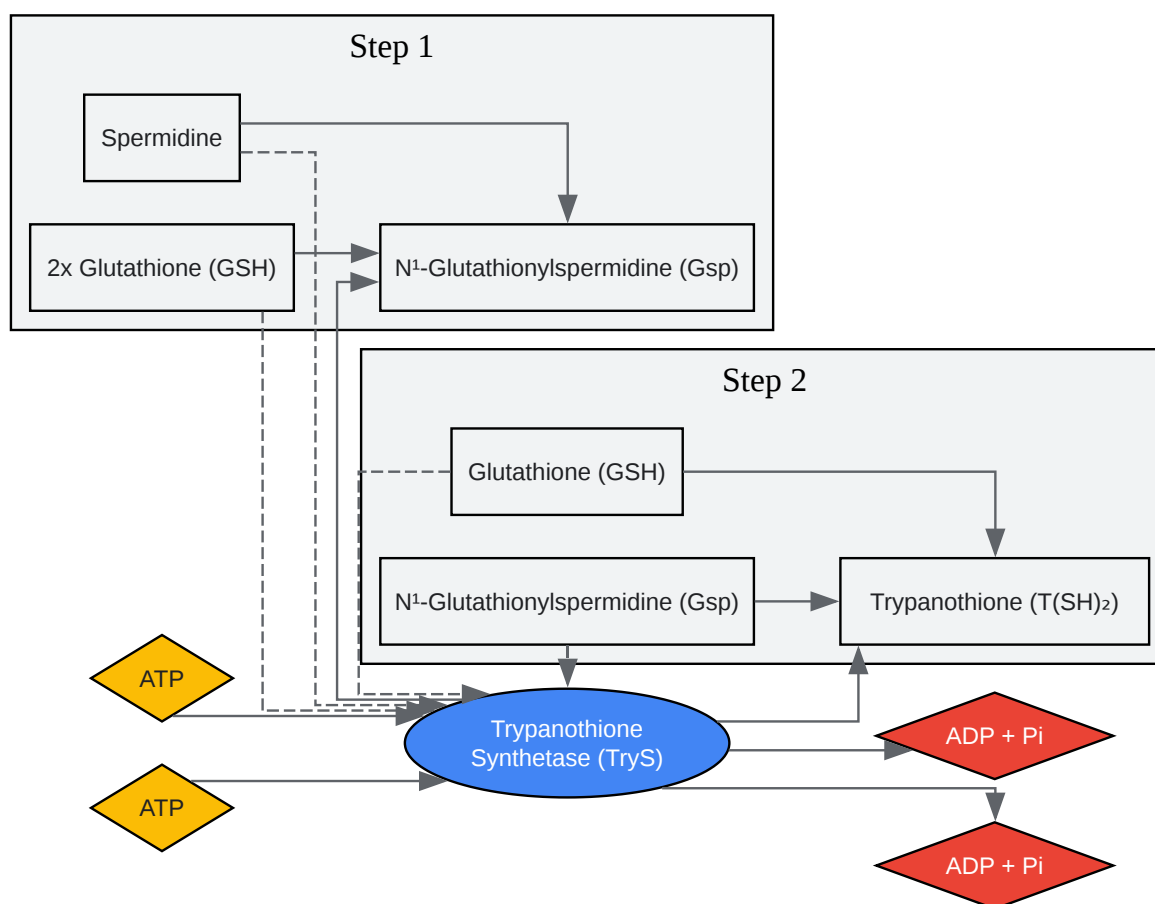 Step 1
Spermidine
2x Glutathione (GSH)
N¹-Glutathionylspermidine (Gsp)
Step 2
Glutathione (GSH)
N¹-Glutathionylspermidine (Gsp)
Trypanothione (T(SH)₂)
ATP
Trypanothione
Synthetase (TryS)
ADP + Pi
ATP
ADP + Pi